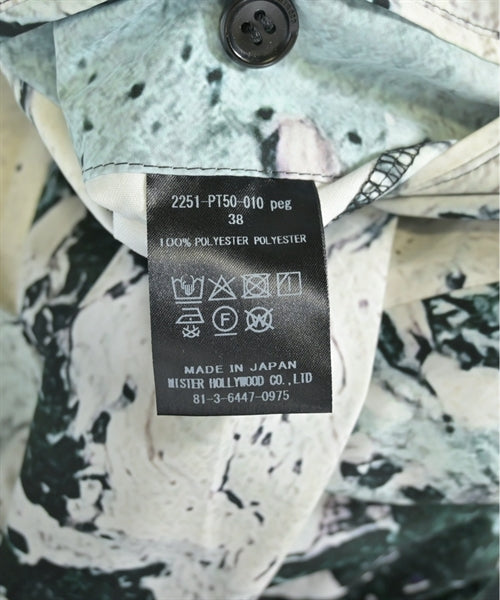 2251-PT50-010 peg
38
100% POLYESTER POLYESTER
F
W
MADE IN JAPAN
MISTER HOLLYWOOD CO.,LTD
81-3-6447-0975